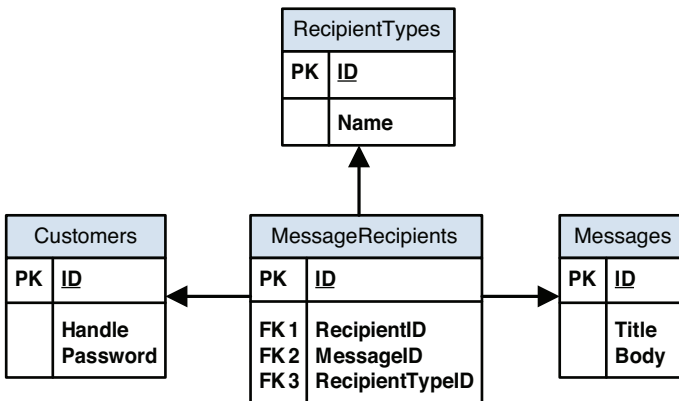 RecipientTypes
PK ID
Name
Customers
PK ID
Handle
Password
MessageRecipients
PK ID
FK1 RecipientID
FK2 MessageID
FK3 RecipientTypeID
Messages
PK ID
Title
Body